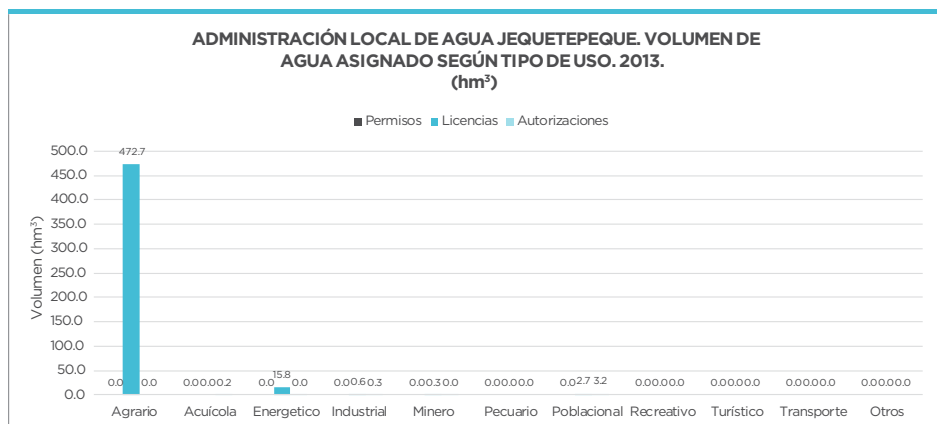 ADMINISTRACIÓN LOCAL DE AGUA JEQUETEPEQUE. VOLUMEN DE
AGUA ASIGNADO SEGÚN TIPO DE USO. 2013.
(hm³)
Permisos Licencias Autorizaciones
Volumen (hm³)
500.0
450.0
400.0
350.0
300.0
250.0
200.0
150.0
100.0
50.0
0.0
472.7
0.0 0.0
0.0 0.0 0.2
0.0 15.8 0.0
0.0 0.6 0.3
0.0 0.3 0.0
0.0 0.0 0.0
0.0 2.7 3.2
0.0 0.0 0.0
0.0 0.0 0.0
0.0 0.0 0.0
0.0 0.0 0.0
Agrario Acuícola Energetico Industrial Minero Pecuario Poblacional Recreativo Turístico Transporte Otros